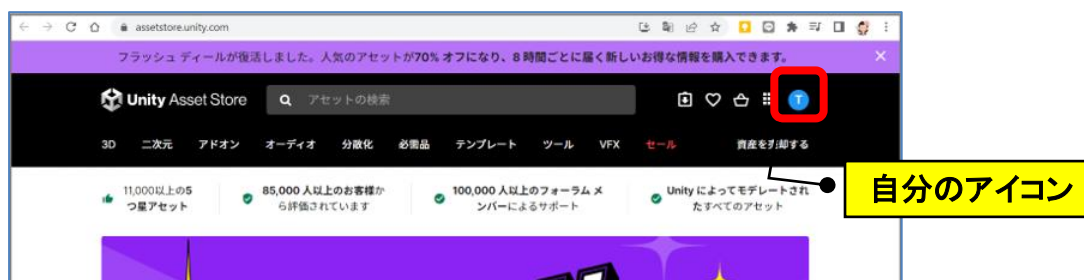 assetstore.unity.com
フラッシュ ディールが復活しました。人気のアセットが70% オフになり、8 時間ごとに届く新しいお得な情報を購入できます。
Unity Asset Store
アセットの検索
T
3D 二次元 アドオン オーディオ 分散化 必需品 テンプレート ツール VFX セール 資産を売却する
11,000以上の5
つ星アセット
85,000 人以上のお客様か
ら評価されています
100,000 人以上のフォーラム メ
ンバーによるサポート
Unity によってモデレートされ
たすべてのアセット
自分のアイコン